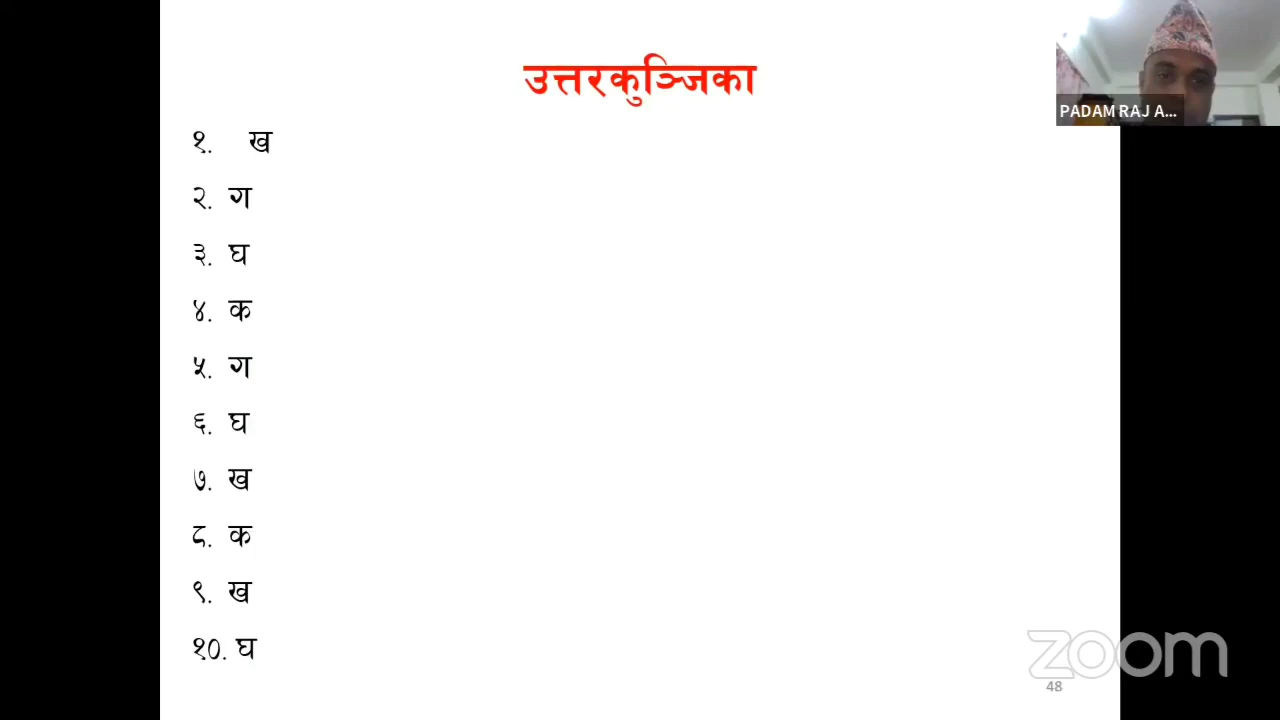 उत्तरकुञ्जिका
PADAM RAJ A...
१. ख
२. ग
३. घ
४. क
५. ग
६. घ
७. ख
८. क
९. ख
१०. घ
zoom
48